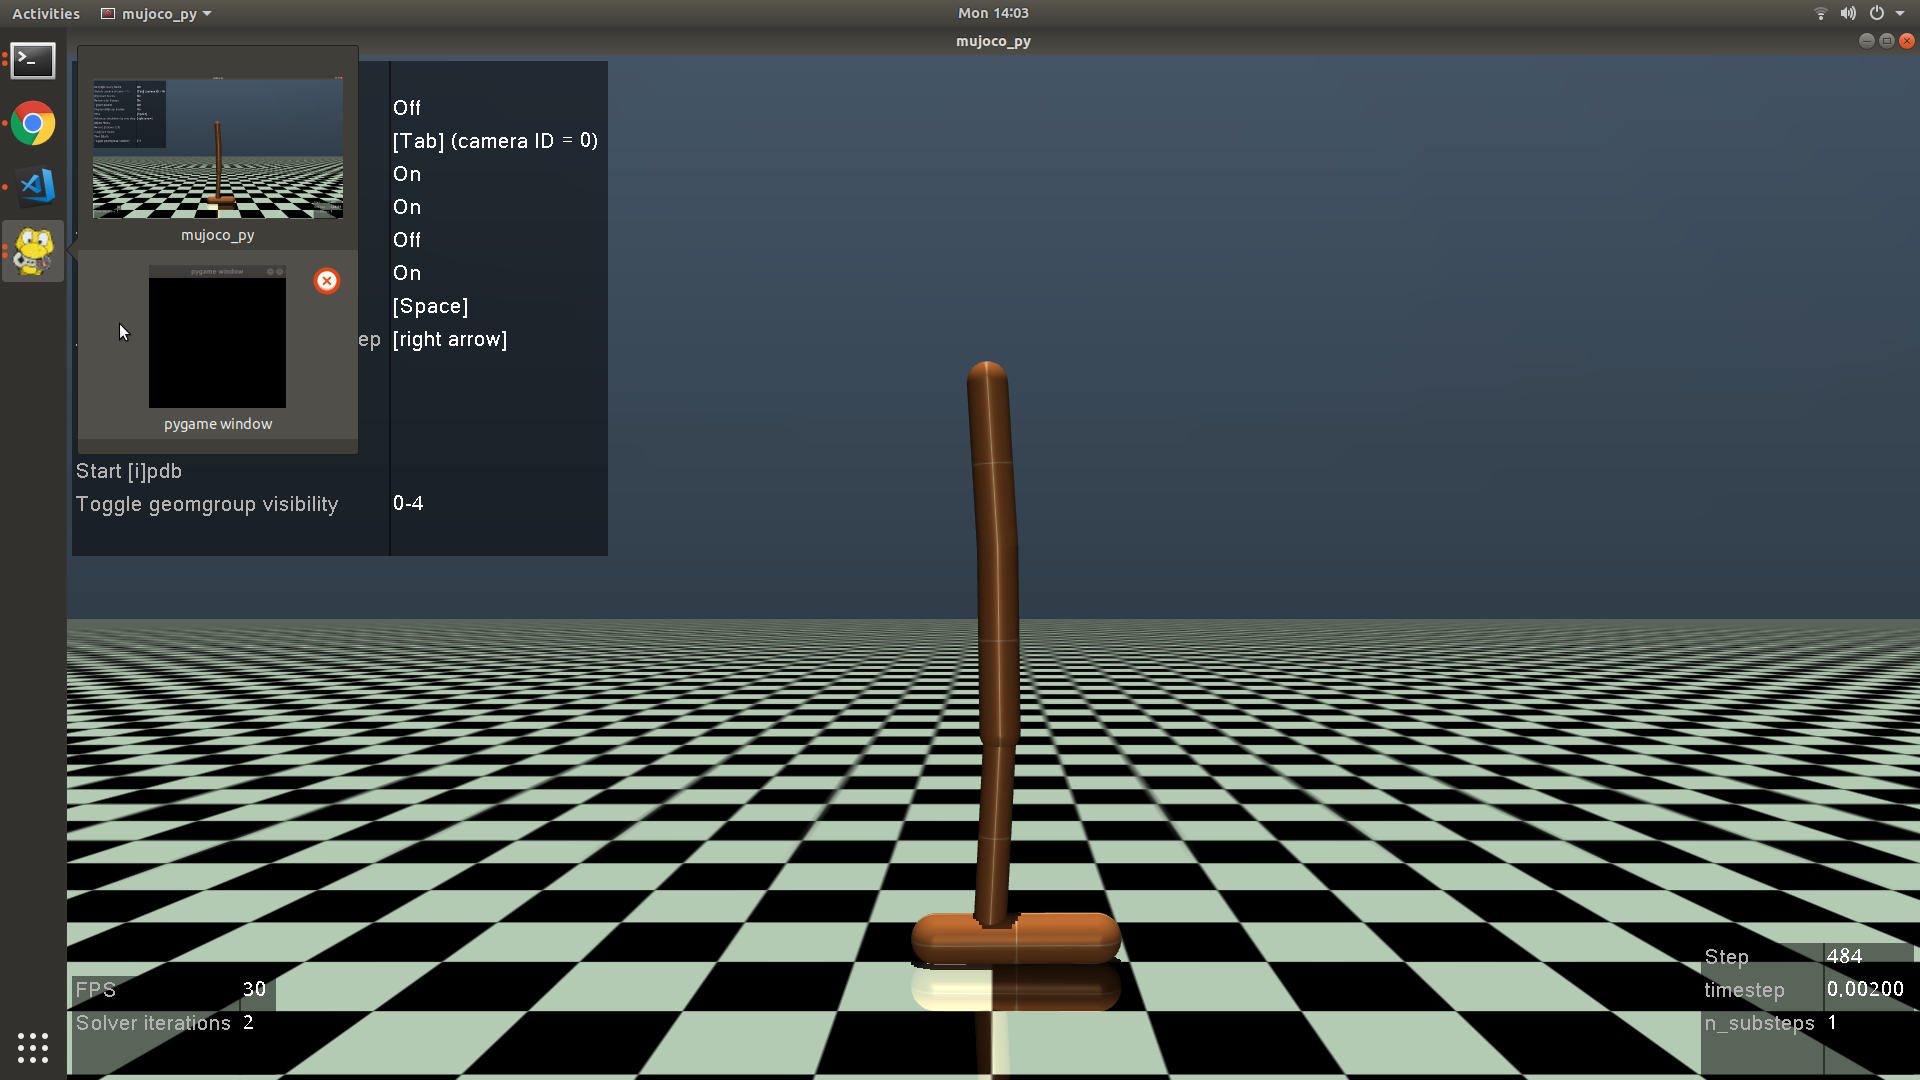 Activities mujoco_py Mon 14:03
mujoco_py
Off
[Tab] (camera ID = 0)
On
On
mujoco_py
Off
pygame window
On
[Space]
ep [right arrow]
pygame window
Start [i]pdb
Toggle geomgroup visibility 0-4
Step 484
FPS 30
timestep 0.00200
Solver iterations 2
n_substeps 1